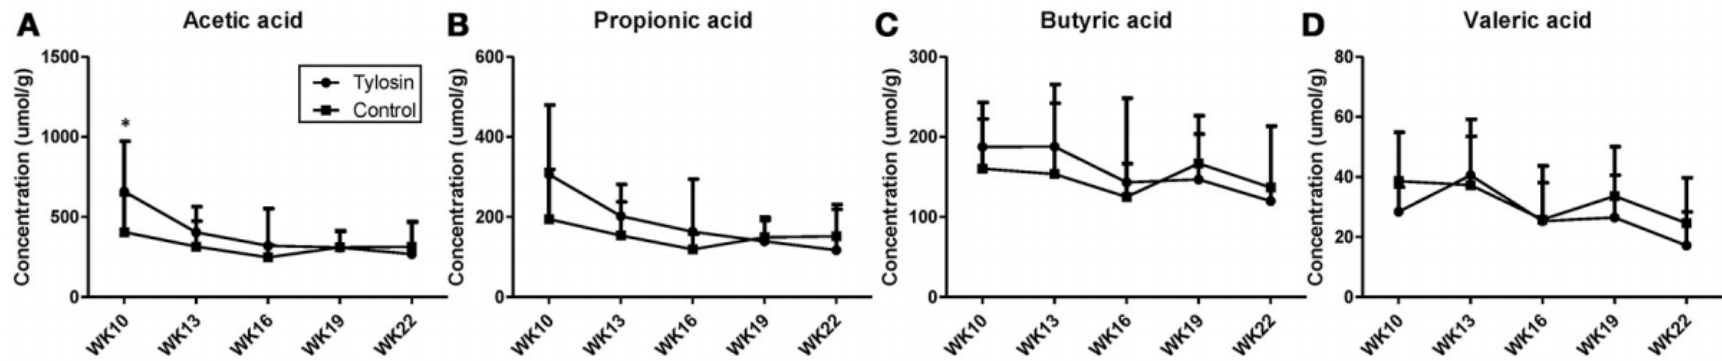 A Acetic acid
Concentration (umol/g)
1500
1000
500
0
*
Tylosin
Control
WK10 WK13 WK16 WK19 WK22
B Propionic acid
Concentration (umol/g)
600
400
200
0
WK10 WK13 WK16 WK19 WK22
C Butyric acid
Concentration (umol/g)
300
200
100
0
WK10 WK13 WK16 WK19 WK22
D Valeric acid
Concentration (umol/g)
80
60
40
20
0
WK10 WK13 WK16 WK19 WK22